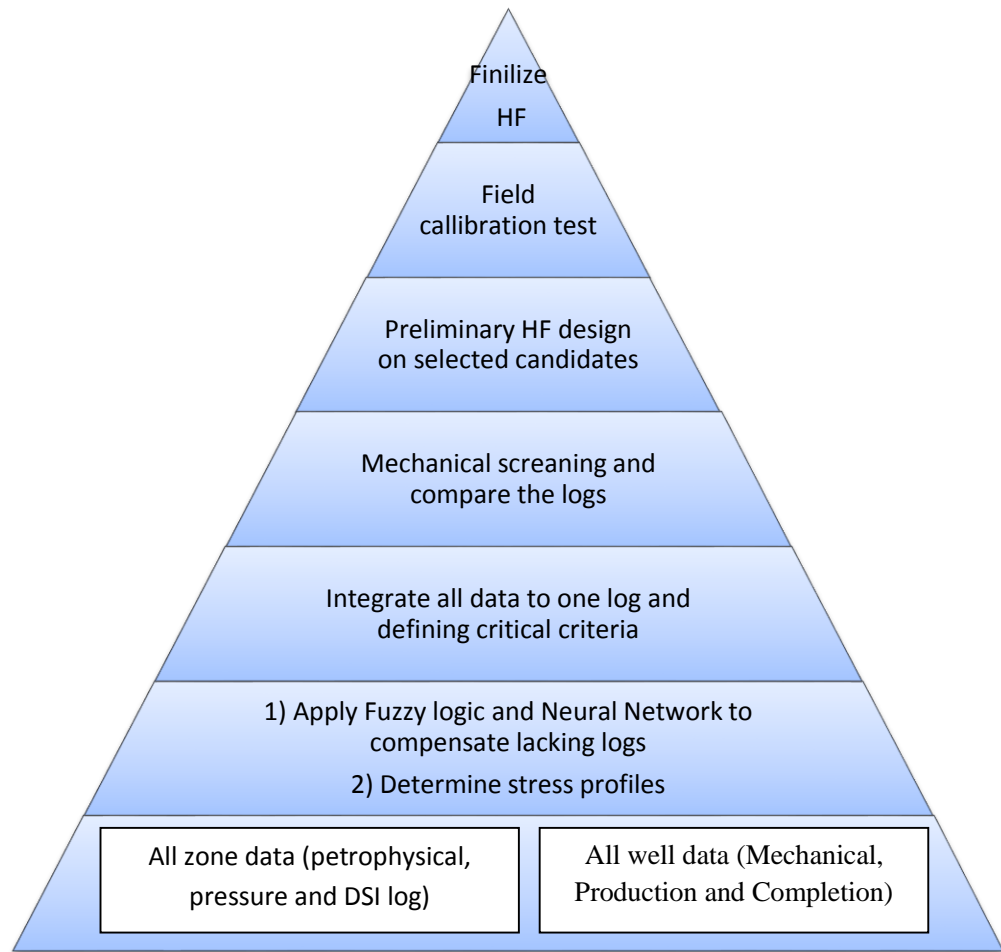 Finilize
HF
Field
callibration test
Preliminary HF design
on selected candidates
Mechanical screaning and
compare the logs
Integrate all data to one log and
defining critical criteria
1) Apply Fuzzy logic and Neural Network to
compensate lacking logs
2) Determine stress profiles
All zone data (petrophysical,
pressure and DSI log)
All well data (Mechanical,
Production and Completion)